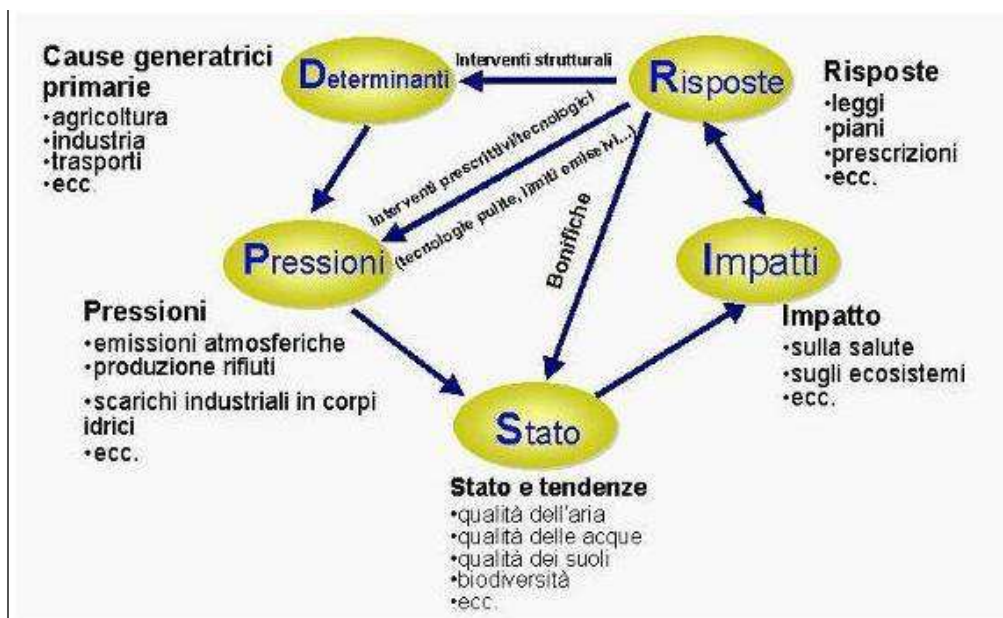 Cause generatrici
primarie
•agricoltura
•industria
•trasporti
•ecc.
Determinanti
Interventi strutturali
Risposte
Risposte
•leggi
•piani
•prescrizioni
•ecc.
Interventi prescrittivi/tecnologici
(tecnologie pulite, limiti emissivi...)
Bonifiche
Pressioni
Impatti
Pressioni
•emissioni atmosferiche
•produzione rifiuti
•scarichi industriali in corpi
idrici
•ecc.
Impatto
•sulla salute
•sugli ecosistemi
•ecc.
Stato
Stato e tendenze
•qualità dell'aria
•qualità delle acque
•qualità dei suoli
•biodiversità
•ecc.